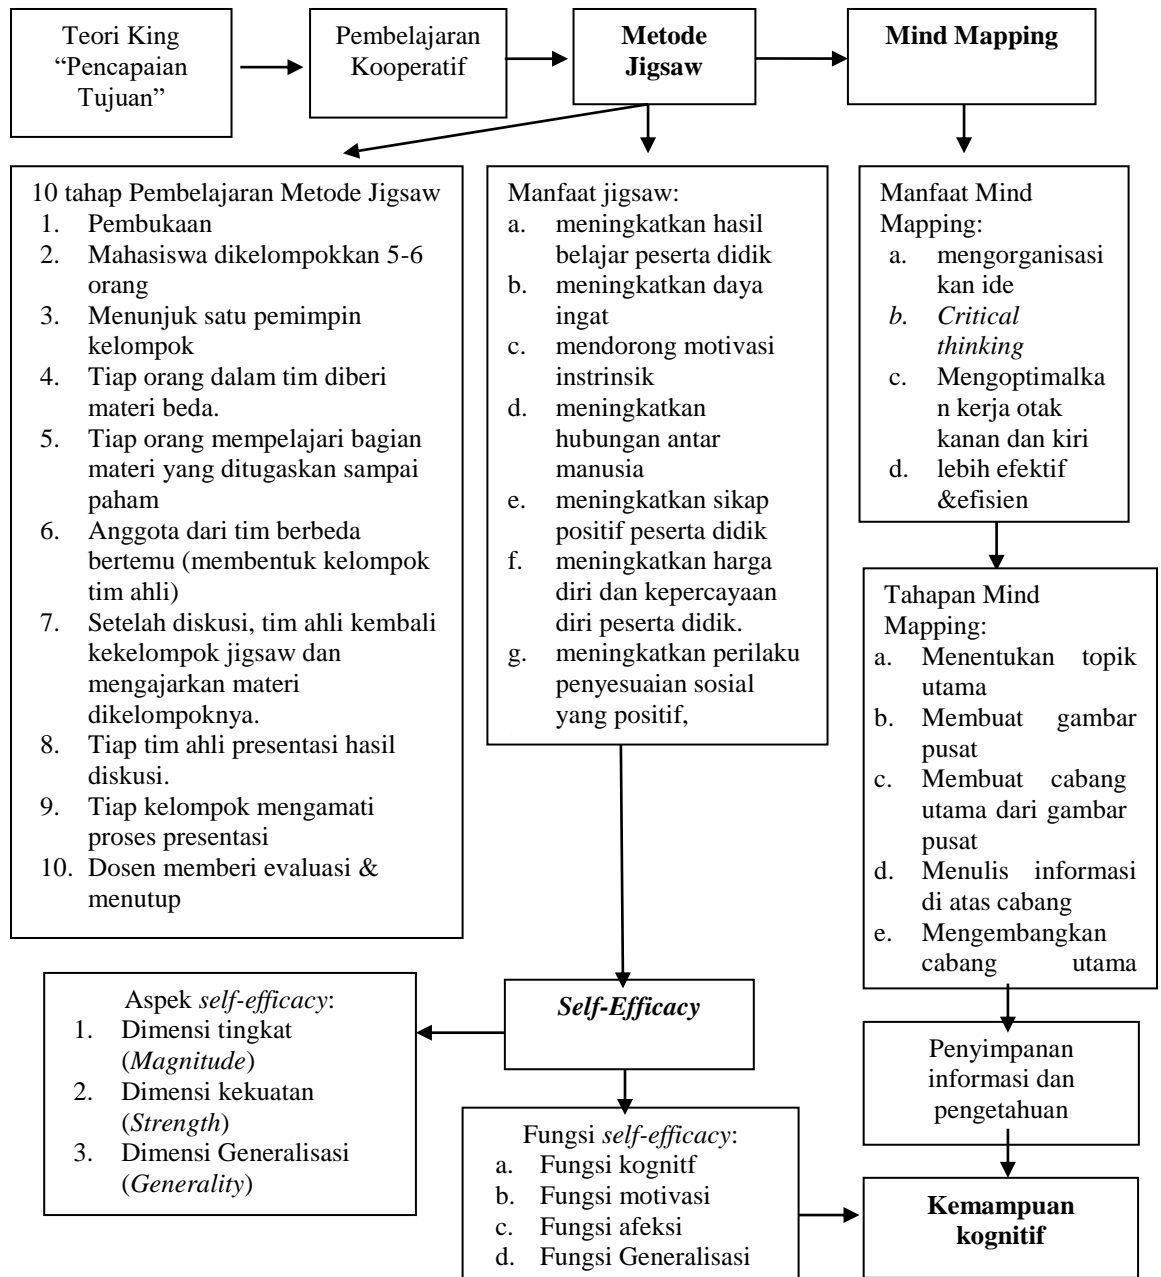 Teori King
“Pencapaian
Tujuan”
Pembelajaran
Kooperatif
Metode
Jigsaw
Mind Mapping
10 tahap Pembelajaran Metode Jigsaw
1. Pembukaan
2. Mahasiswa dikelompokkan 5-6
orang
3. Menunjuk satu pemimpin
kelompok
4. Tiap orang dalam tim diberi
materi beda.
5. Tiap orang mempelajari bagian
materi yang ditugaskan sampai
paham
6. Anggota dari tim berbeda
bertemu (membentuk kelompok
tim ahli)
7. Setelah diskusi, tim ahli kembali
kekelompok jigsaw dan
mengajarkan materi
dikelompoknya.
8. Tiap tim ahli presentasi hasil
diskusi.
9. Tiap kelompok mengamati
proses presentasi
10. Dosen memberi evaluasi &
menutup
Manfaat jigsaw:
a. meningkatkan hasil
belajar peserta didik
b. meningkatkan daya
ingat
c. mendorong motivasi
instrinsik
d. meningkatkan
hubungan antar
manusia
e. meningkatkan sikap
positif peserta didik
f. meningkatkan harga
diri dan kepercayaan
diri peserta didik.
g. meningkatkan perilaku
penyesuaian sosial
yang positif,
Manfaat Mind
Mapping:
a. mengorganisasi
kan ide
b. Critical
thinking
c. Mengoptimalka
n kerja otak
kanan dan kiri
d. lebih efektif
&efisien
Tahapan Mind
Mapping:
a. Menentukan topik
utama
b. Membuat gambar
pusat
c. Membuat cabang
utama dari gambar
pusat
d. Menulis informasi
di atas cabang
e. Mengembangkan
cabang utama
Aspek self-efficacy:
1. Dimensi tingkat
(Magnitude)
2. Dimensi kekuatan
(Strength)
3. Dimensi Generalisasi
(Generality)
Self-Efficacy
Fungsi self-efficacy:
a. Fungsi kognitf
b. Fungsi motivasi
c. Fungsi afeksi
d. Fungsi Generalisasi
Penyimpanan
informasi dan
pengetahuan
Kemampuan
kognitif